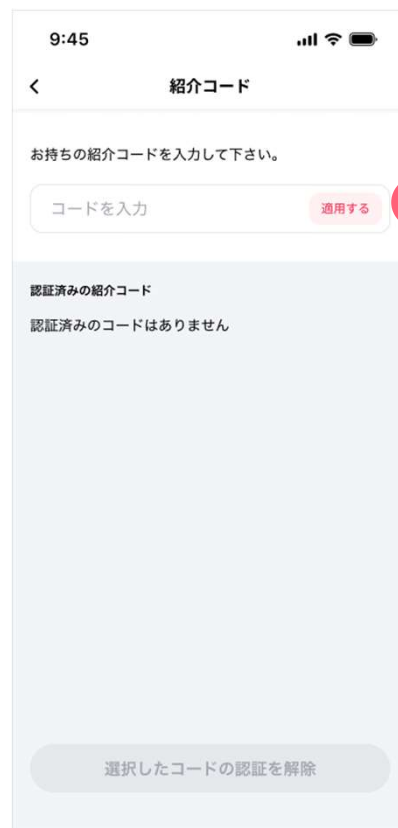 9:45
紹介コード
お持ちの紹介コードを入力して下さい。
コードを入力
適用する
認証済みの紹介コード
認証済みのコードはありません
選択したコードの認証を解除